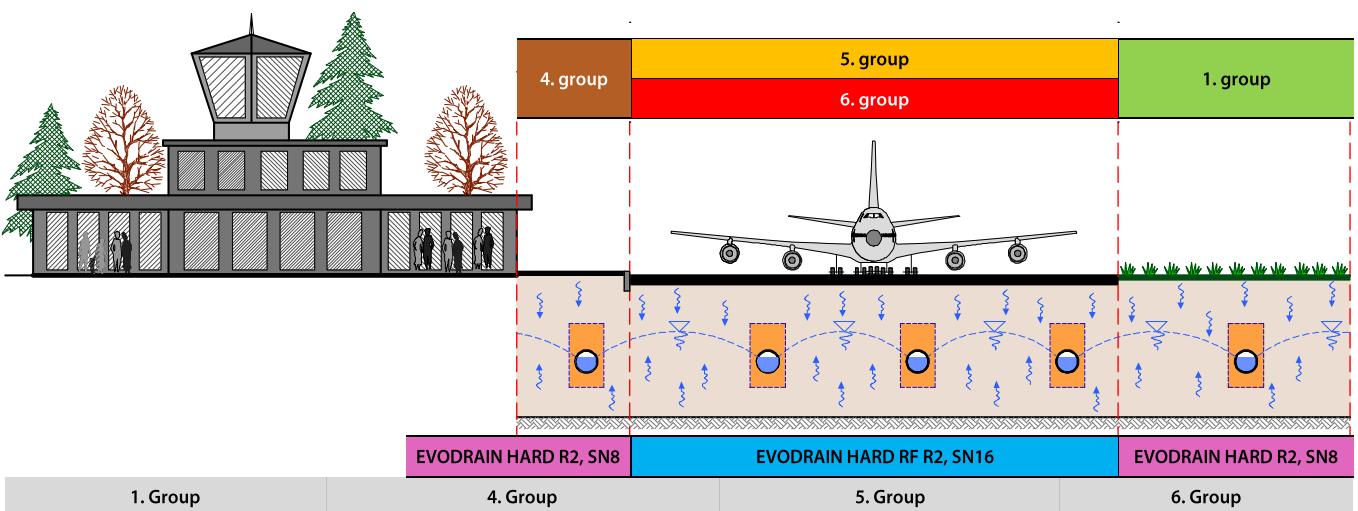 4. group
5. group
6. group
1. group
EVODRAIN HARD R2, SN8
EVODRAIN HARD RF R2, SN16
EVODRAIN HARD R2, SN8
1. Group
4. Group
5. Group
6. Group